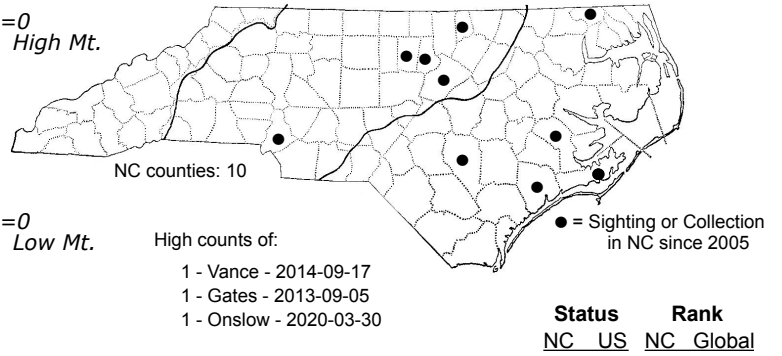 =0
High Mt.
NC counties: 10
=0
Low Mt.
High counts of:
1 - Vance - 2014-09-17
1 - Gates - 2013-09-05
1 - Onslow - 2020-03-30
● = Sighting or Collection
in NC since 2005
Status Rank
NC US NC Global